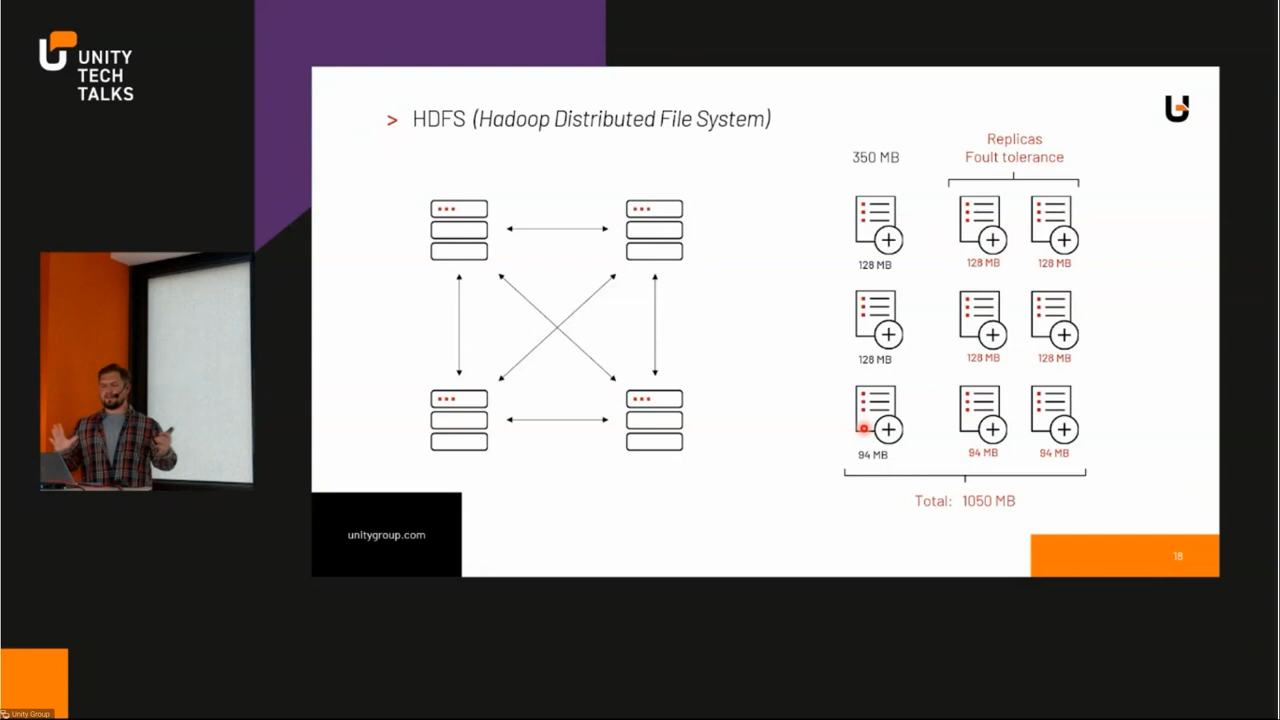 UNITY
TECH
TALKS
> HDFS (Hadoop Distributed File System)
350 MB
Replicas
Foult tolerance
128 MB
128 MB
128 MB
128 MB
128 MB
128 MB
94 MB
94 MB
94 MB
Total: 1050 MB
unitygroup.com
18
Unity Group